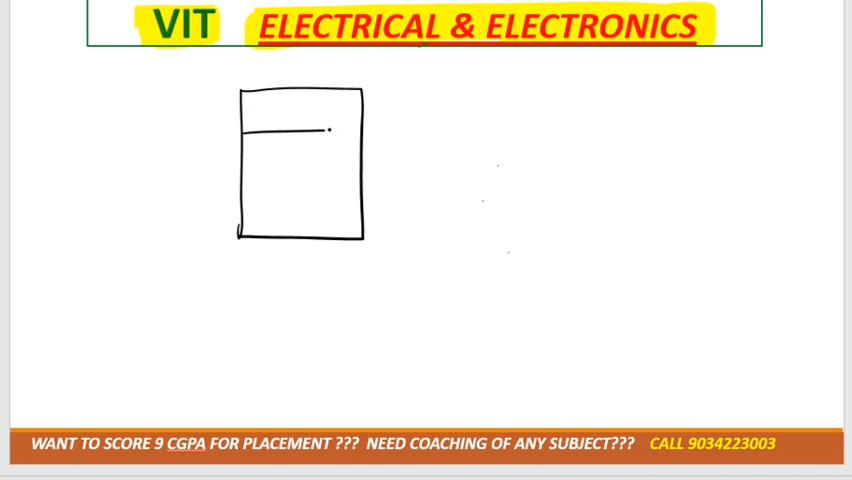 VIT ELECTRICAL & ELECTRONICS
WANT TO SCORE 9 CGPA FOR PLACEMENT ??? NEED COACHING OF ANY SUBJECT??? CALL 9034223003